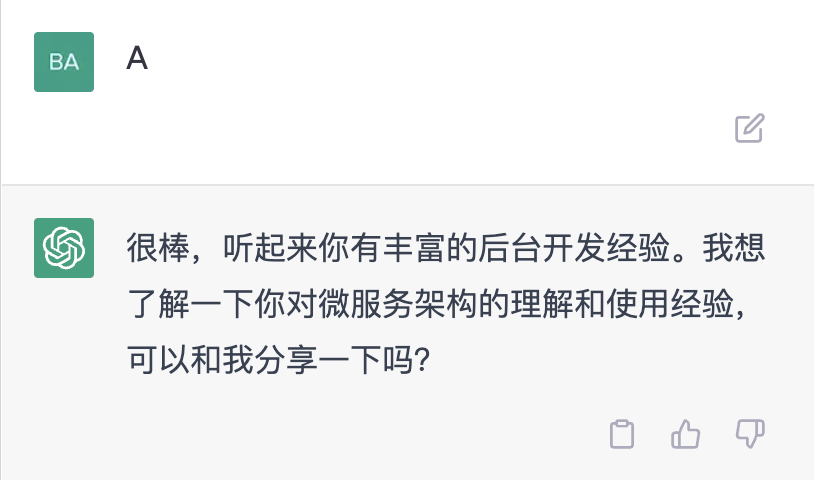 BA
A
很棒，听起来你有丰富的后台开发经验。我想
了解一下你对微服务架构的理解和使用经验，
可以和我分享一下吗？